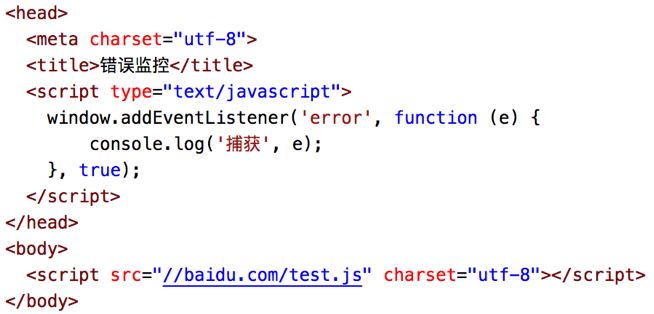 <head>
  <meta charset="utf-8">
  <title>错误监控</title>
  <script type="text/javascript">
    window.addEventListener('error', function (e) {
        console.log('捕获', e);
    }, true);
  </script>
</head>
<body>
  <script src="//baidu.com/test.js" charset="utf-8"></script>
</body>